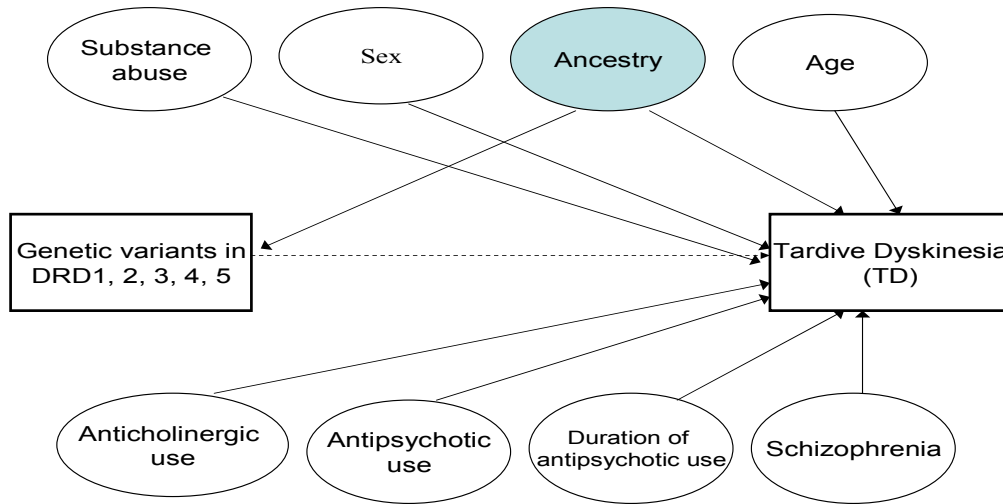 Substance
abuse
Sex
Ancestry
Age
Genetic variants in
DRD1, 2, 3, 4, 5
Tardive Dyskinesia
(TD)
Anticholinergic
use
Antipsychotic
use
Duration of
antipsychotic use
Schizophrenia